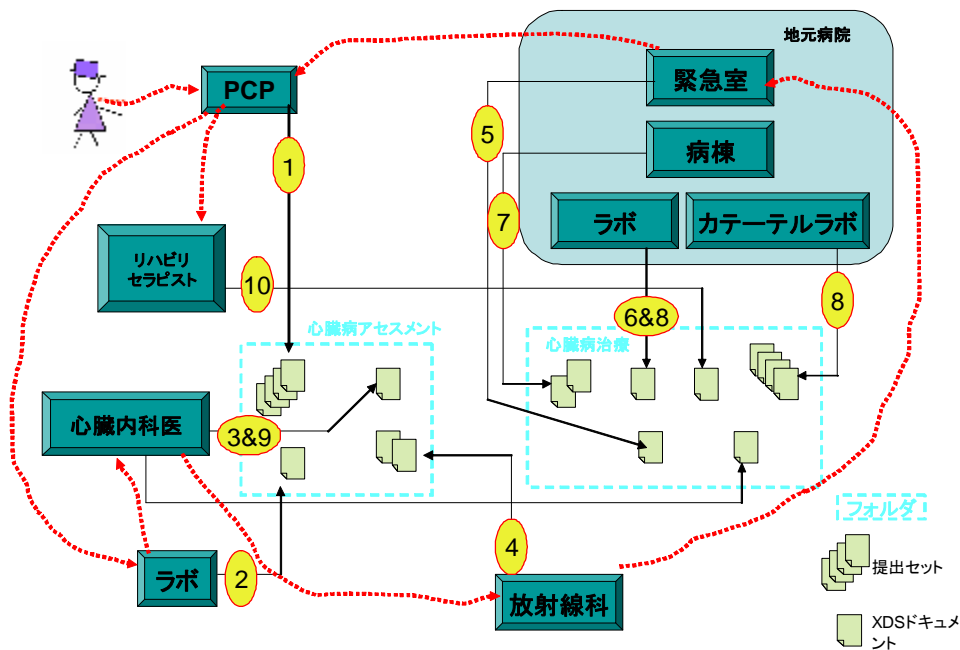 地元病院
PCP
緊急室
5
1
病棟
7
ラボ
カテーテルラボ
リハビリ
セラピスト
10
8
6&8
心臓病アセスメント
心臓病治療
心臓内科医
3&9
フォルダ
4
ラボ
2
放射線科
提出セット
XDSドキュメ
ント